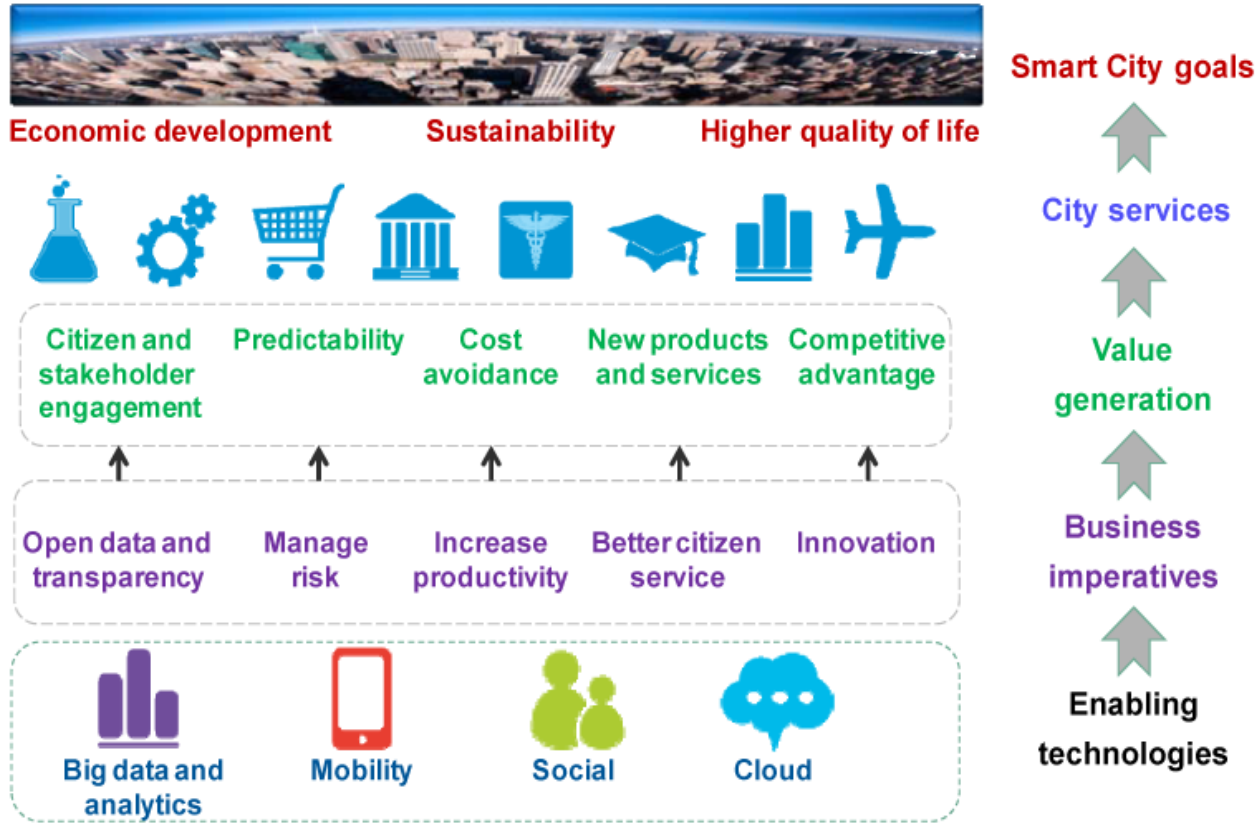 Smart City goals
Economic development
Sustainability
Higher quality of life
City services
Citizen and
stakeholder
engagement
Predictability
Cost
avoidance
New products
and services
Competitive
advantage
Value
generation
Open data and
transparency
Manage
risk
Increase
productivity
Better citizen
service
Innovation
Business
imperatives
Big data and
analytics
Mobility
Social
Cloud
Enabling
technologies